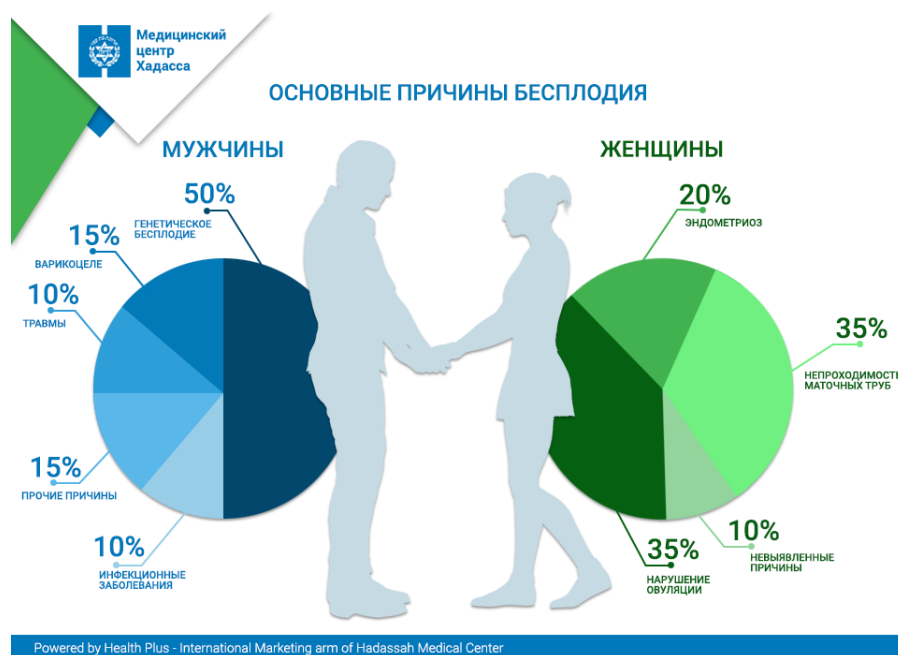 Медицинский
центр
Хадасса
ОСНОВНЫЕ ПРИЧИНЫ БЕСПЛОДИЯ
МУЖЧИНЫ
50%
ГЕНЕТИЧЕСКОЕ
БЕСПЛОДИЕ
15%
ВАРИКОЦЕЛЕ
10%
ТРАВМЫ
15%
ПРОЧИЕ ПРИЧИНЫ
10%
ИНФЕКЦИОННЫЕ
ЗАБОЛЕВАНИЯ
ЖЕНЩИНЫ
20%
ЭНДОМЕТРИОЗ
35%
НЕПРОХОДИМОСТЬ
МАТОЧНЫХ ТРУБ
10%
НЕВЫЯВЛЕННЫЕ
ПРИЧИНЫ
35%
НАРУШЕНИЕ
ОВУЛЯЦИИ
Powered by Health Plus - International Marketing arm of Hadassah Medical Center